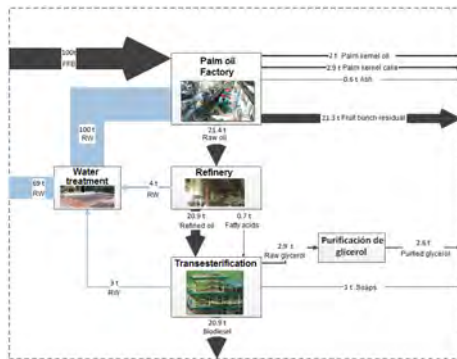 100t
FFB
Palm oil
Factory
2 t Palm kernel oil
2.9 t Palm kernel cake
0.6 t Ash
21.3 t Fruit bunch residual
21.4 t
Raw oil
100 t
RW
Water
treatment
69 t
RW
4 t
RW
Refinery
20.9 t
Refined oil
0.7 t
Fatty acids
Transesterification
2.9 t
Raw glycerol
Purificación de
glicerol
2.6 t
Purified glycerol
3 t
RW
3 t Soaps
20.9 t
Biodiesel